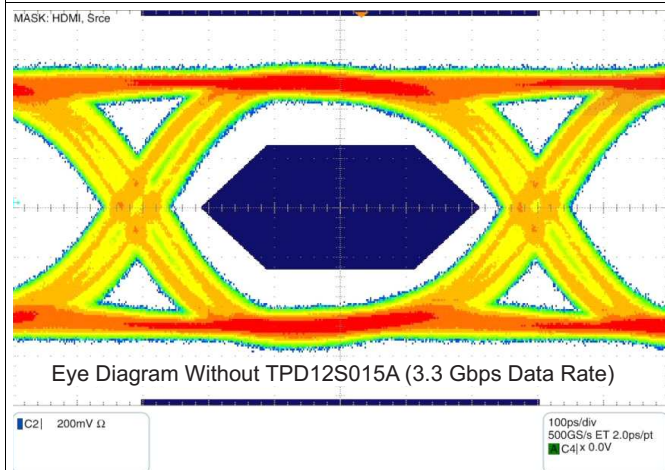 MASK: HDMI, Srce
Eye Diagram Without TPD12S015A (3.3 Gbps Data Rate)
C2| 200mV Ω
100ps/div
500GS/s ET 2.0ps/pt
A C4| x 0.0V